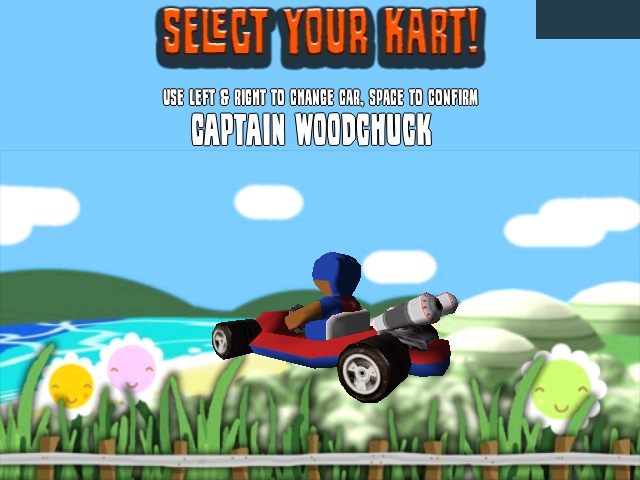 SELECT YOUR KART!
USE LEFT & RIGHT TO CHANGE CAR, SPACE TO CONFIRM
CAPTAIN WOODCHUCK